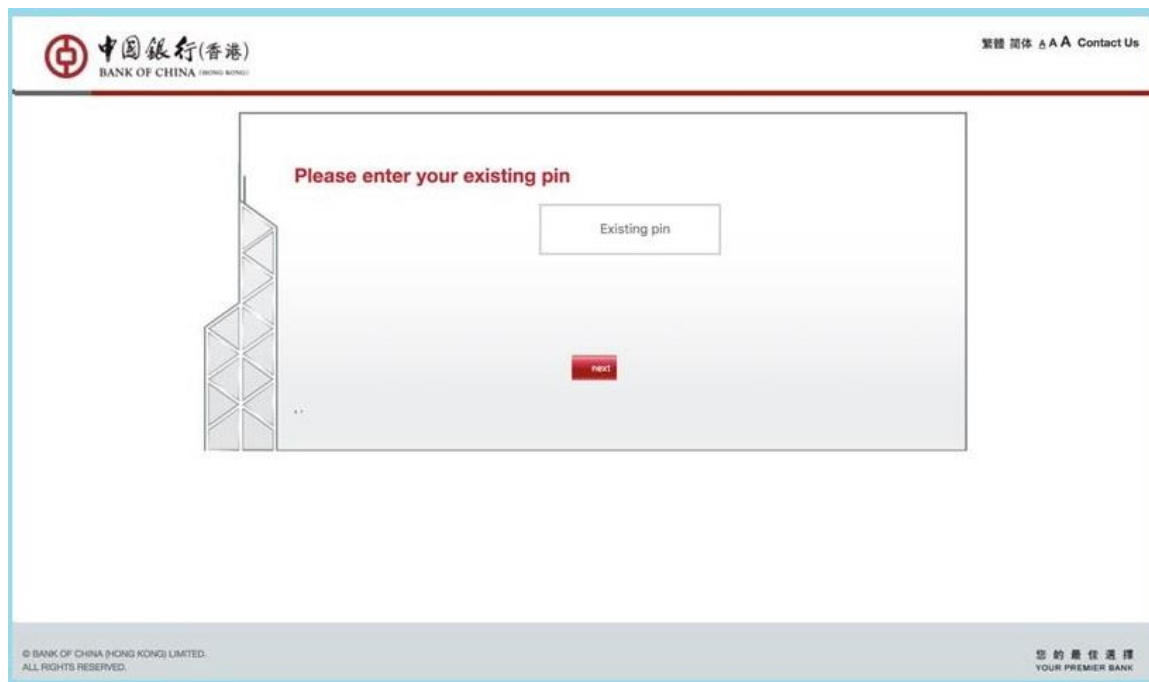 中国銀行(香港)
BANK OF CHINA (HONG KONG)
繁體 简体 A A A Contact Us
Please enter your existing pin
Existing pin
next
© BANK OF CHINA (HONG KONG) LIMITED.
ALL RIGHTS RESERVED.
您的最佳選擇
YOUR PREMIER BANK